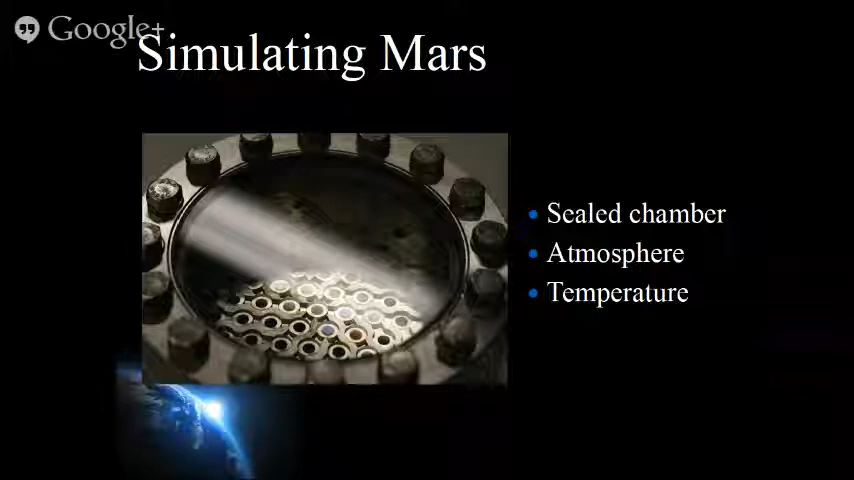 Google+
Simulating Mars
Sealed chamber
Atmosphere
Temperature